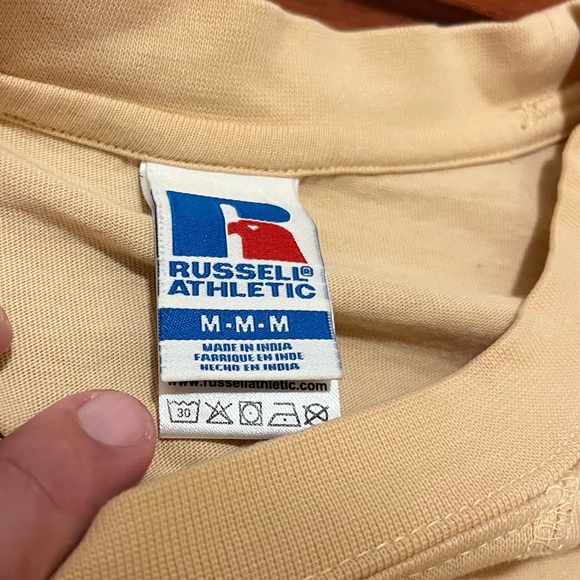 RUSSELL®
ATHLETIC
M-M-M
MADE IN INDIA
FABRIQUE EN INDE
HECHO EN INDIA
www.russellathletic.com
30